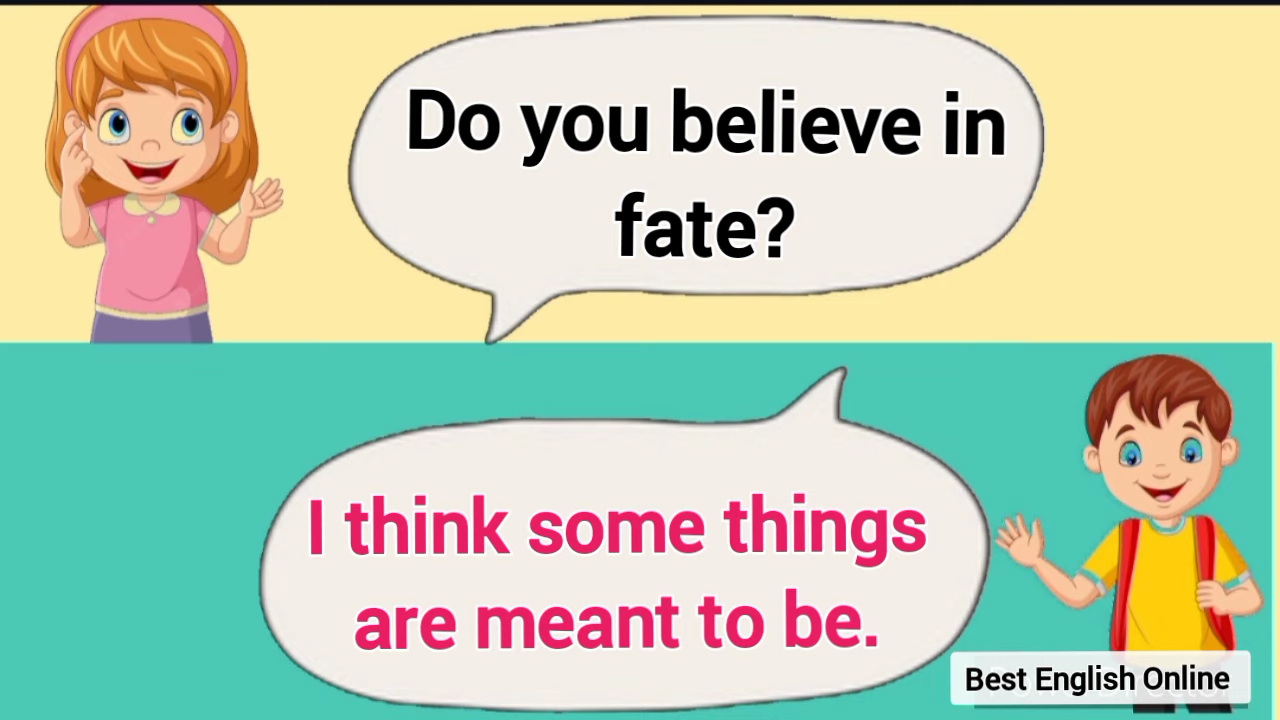 Do you believe in
fate?
I think some things
are meant to be.
Best English Online